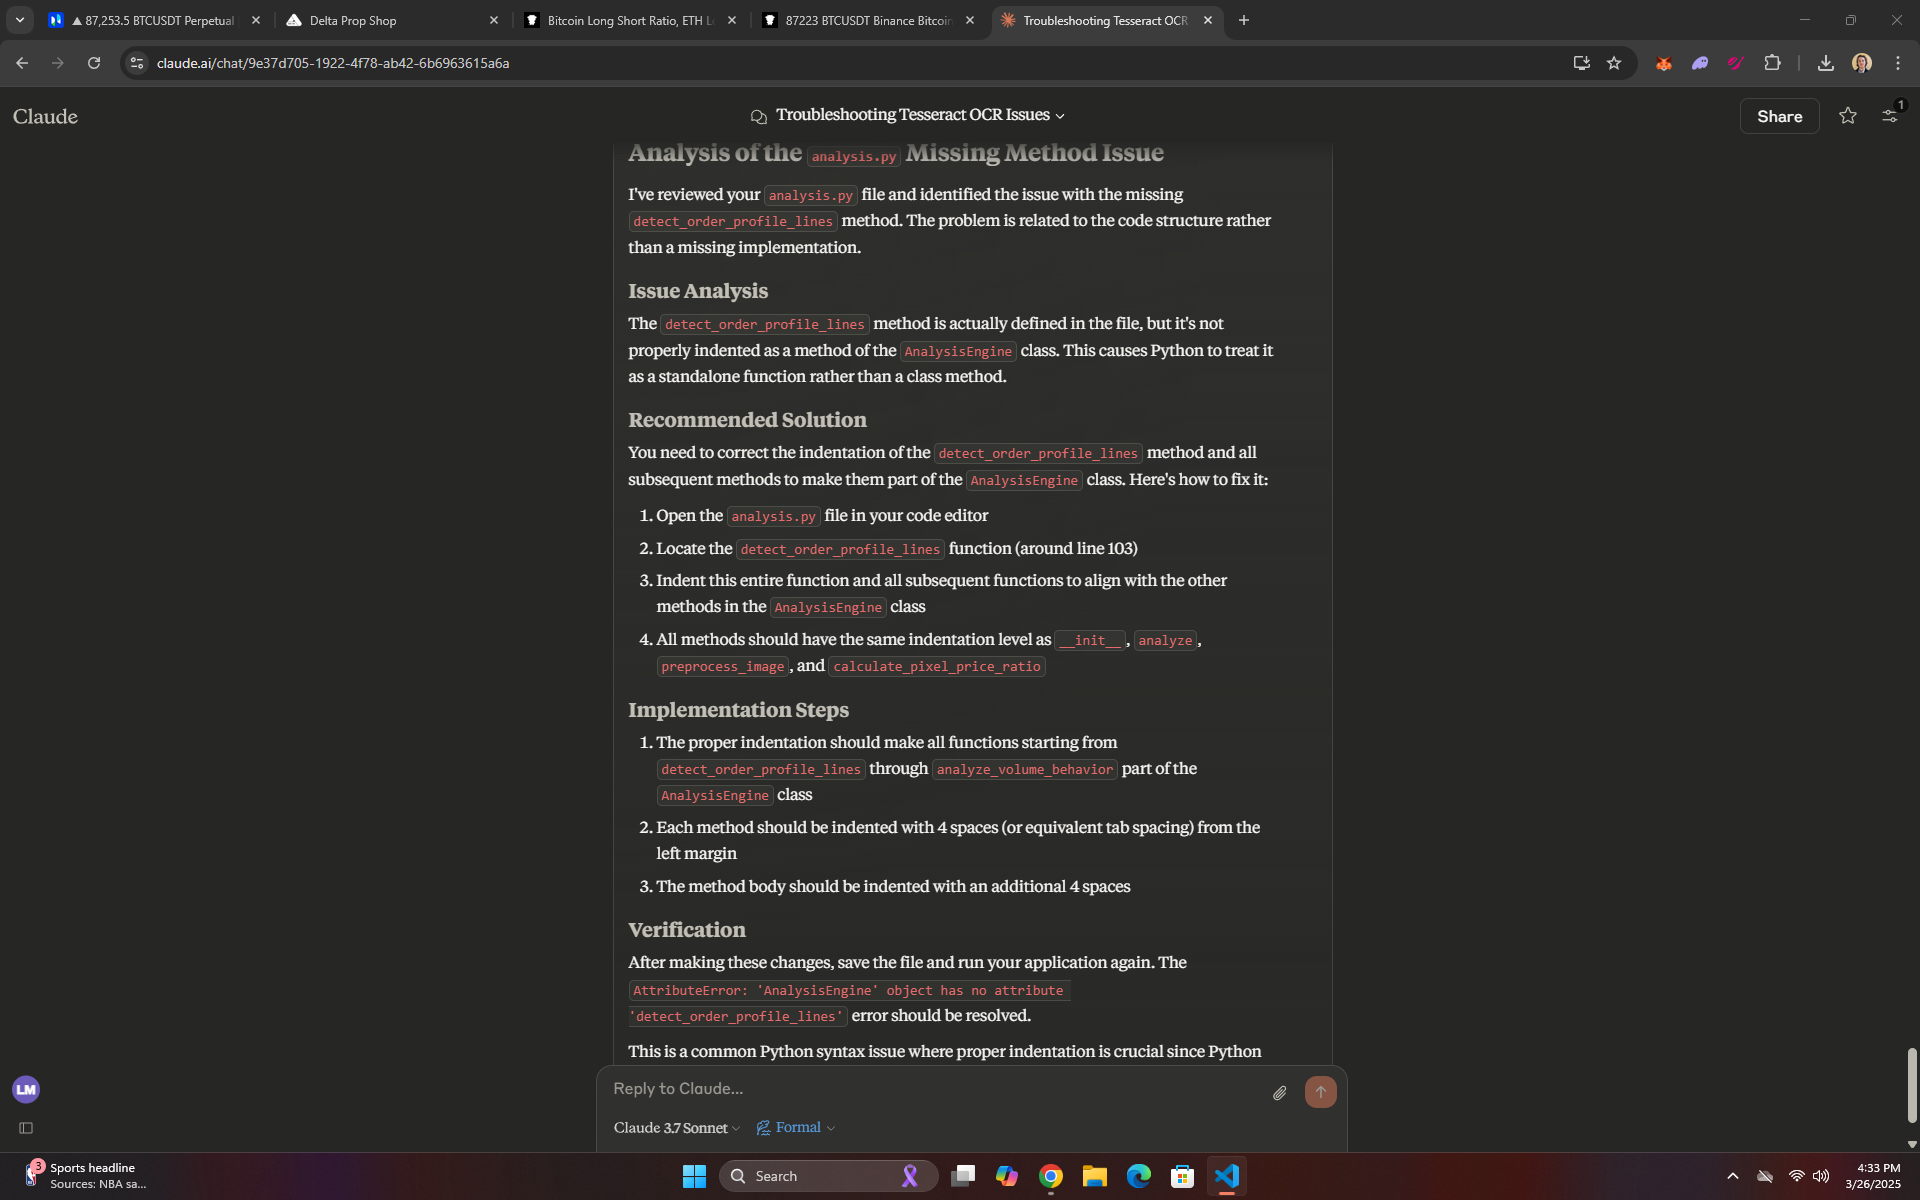 87,253.5 BTCUSDT Perpetual
Delta Prop Shop
Bitcoin Long Short Ratio, ETH L
87223 BTCUSDT Binance Bitcoin
Troubleshooting Tesseract OCR
claude.ai/chat/9e37d705-1922-4f78-ab42-6b6963615a6a
Claude
Troubleshooting Tesseract OCR Issues
Share
1
Analysis of the analysis.py Missing Method Issue
I've reviewed your analysis.py file and identified the issue with the missing
detect_order_profile_lines method. The problem is related to the code structure rather
than a missing implementation.
Issue Analysis
The detect_order_profile_lines method is actually defined in the file, but it's not
properly indented as a method of the AnalysisEngine class. This causes Python to treat it
as a standalone function rather than a class method.
Recommended Solution
You need to correct the indentation of the detect_order_profile_lines method and all
subsequent methods to make them part of the AnalysisEngine class. Here's how to fix it:
1. Open the analysis.py file in your code editor
2. Locate the detect_order_profile_lines function (around line 103)
3. Indent this entire function and all subsequent functions to align with the other
methods in the AnalysisEngine class
4. All methods should have the same indentation level as __init__, analyze,
preprocess_image, and calculate_pixel_price_ratio
Implementation Steps
1. The proper indentation should make all functions starting from
detect_order_profile_lines through analyze_volume_behavior part of the
AnalysisEngine class
2. Each method should be indented with 4 spaces (or equivalent tab spacing) from the
left margin
3. The method body should be indented with an additional 4 spaces
Verification
After making these changes, save the file and run your application again. The
AttributeError: 'AnalysisEngine' object has no attribute
'detect_order_profile_lines' error should be resolved.
This is a common Python syntax issue where proper indentation is crucial since Python
LM
Reply to Claude...
Claude 3.7 Sonnet
Formal
3
Sports headline
Sources: NBA sa...
Search
4:33 PM
3/26/2025